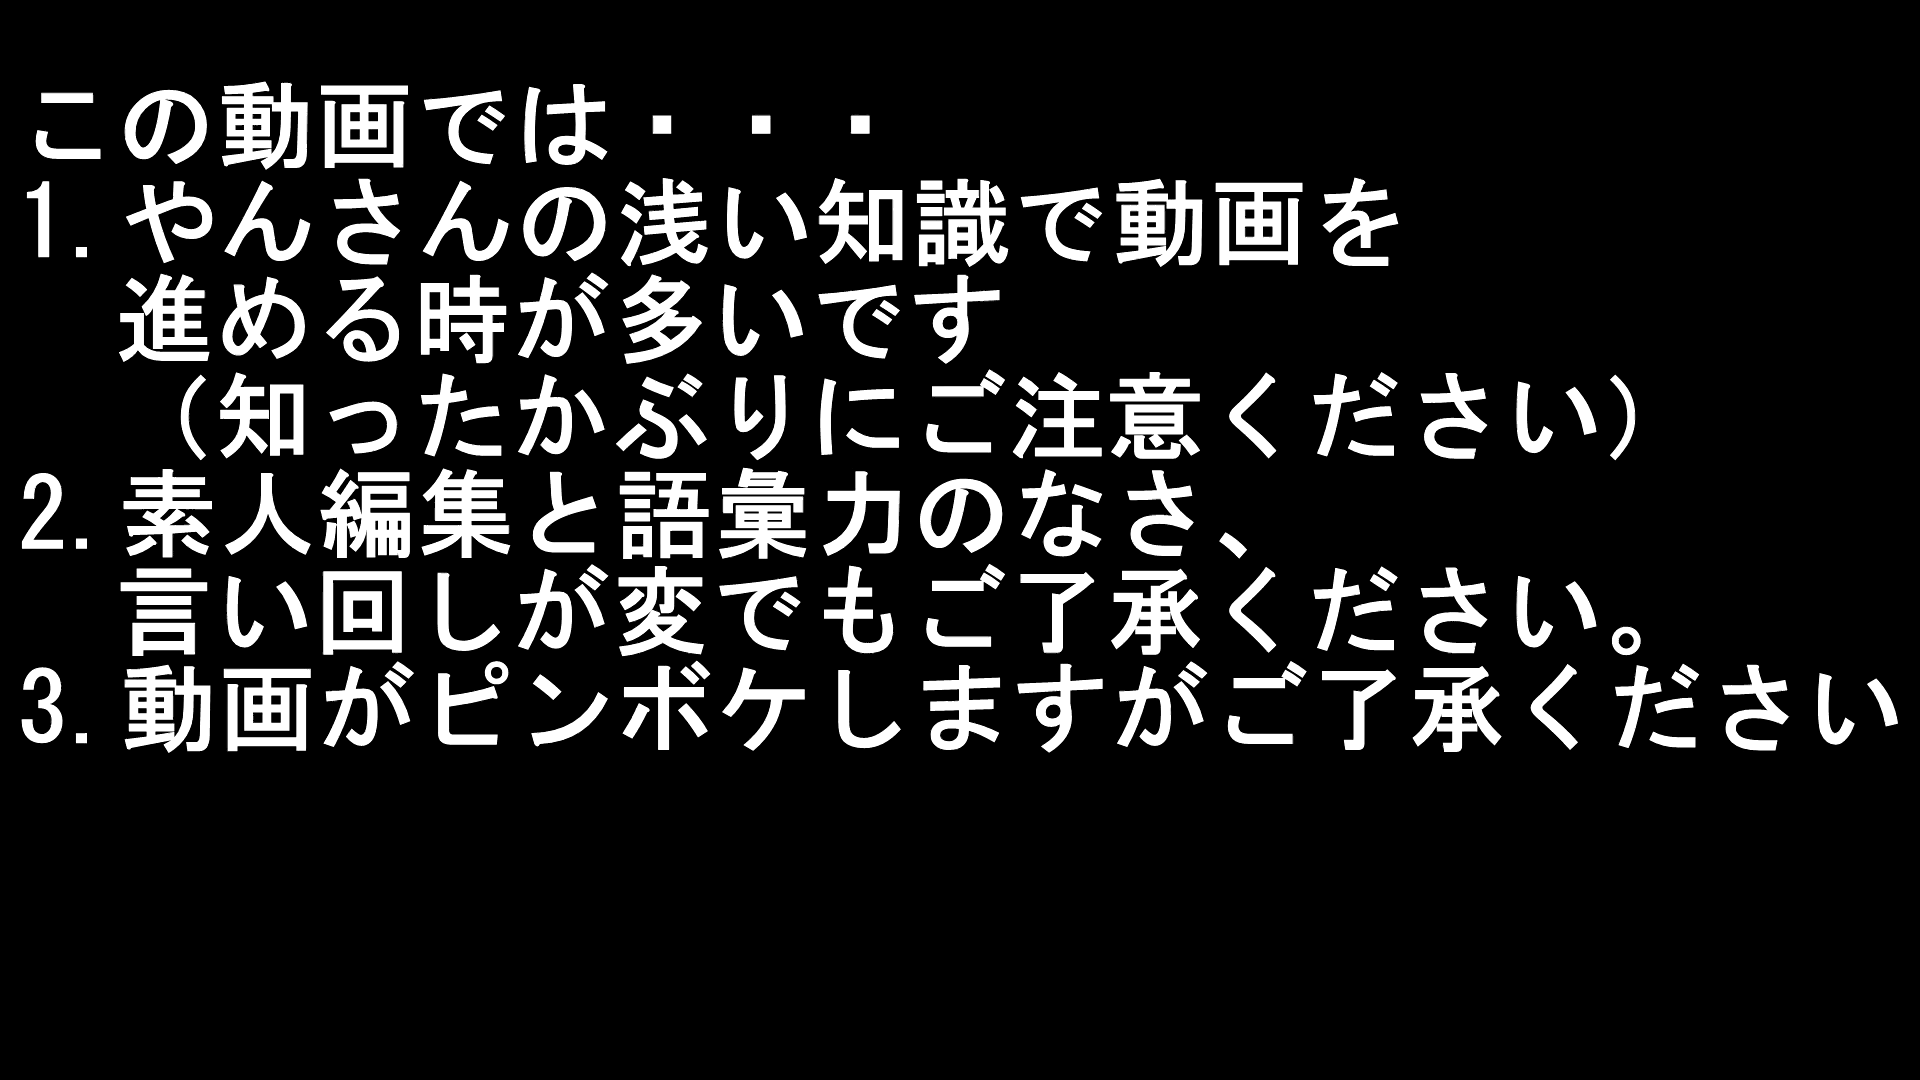 この動画では・・・
1.やんさんの浅い知識で動画を
進める時が多いです
（知ったかぶりにご注意ください）
2.素人編集と語彙力のなさ、
言い回しが変でもご了承ください。
3.動画がピンボケしますがご了承ください